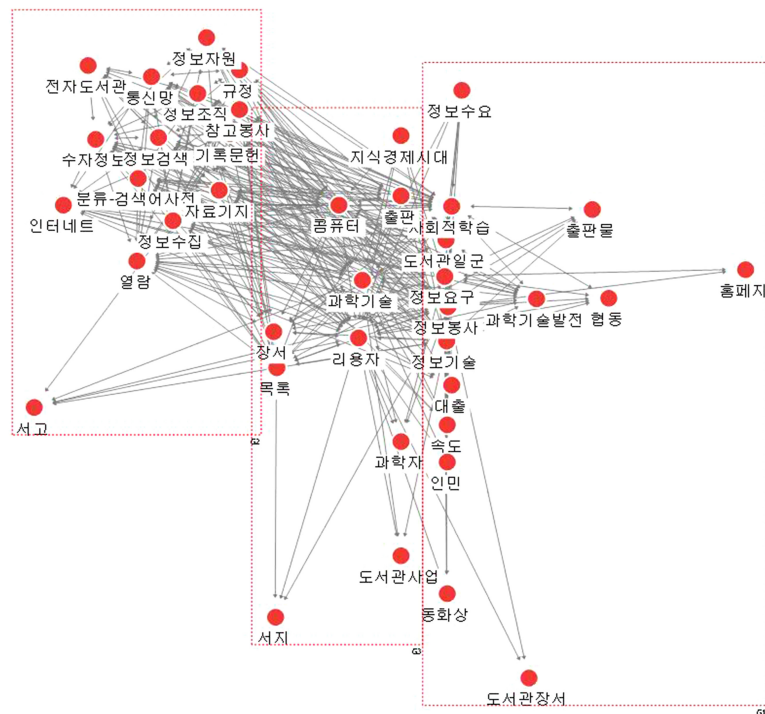 정보자원
전자도서관
통신망
규정
정보조직
참고봉사
정보수요
지식경제시대
수자정보
정보검색
기록문헌
분류-검색어사전
자료기지
인터네트
콤퓨터
출판
사회적학습
출판물
정보수집
열람
도서관일군
홈페지
과학기술
정보요구
과학기술발전
협동
정보봉사
장서
리용자
정보기술
목록
대출
서고
속도
과학자
인민
도서관사업
동화상
서지
도서관장서